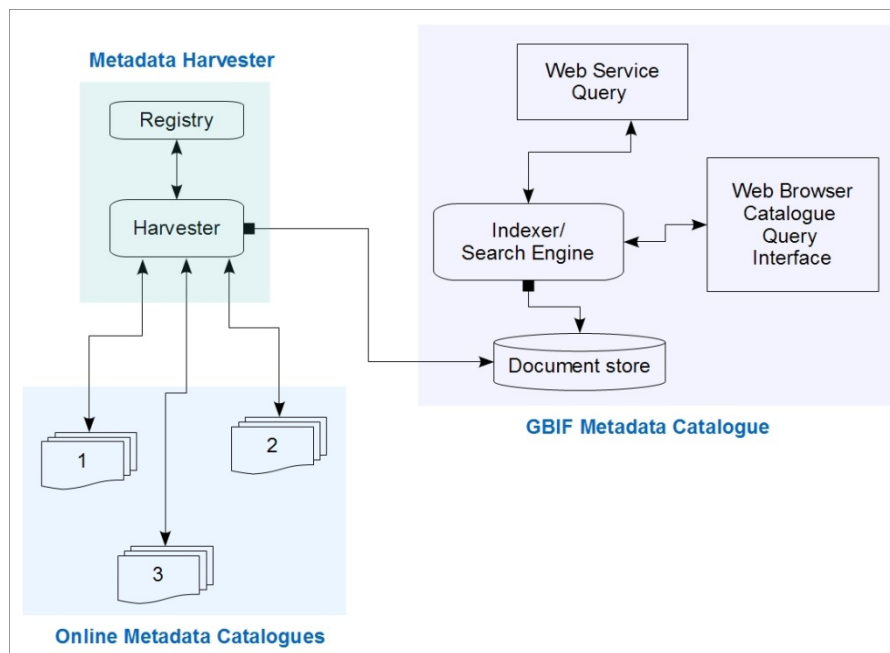 Metadata Harvester
Registry
Harvester
1
2
3
Online Metadata Catalogues
Web Service
Query
Indexer/
Search Engine
Web Browser
Catalogue
Query
Interface
Document store
GBIF Metadata Catalogue